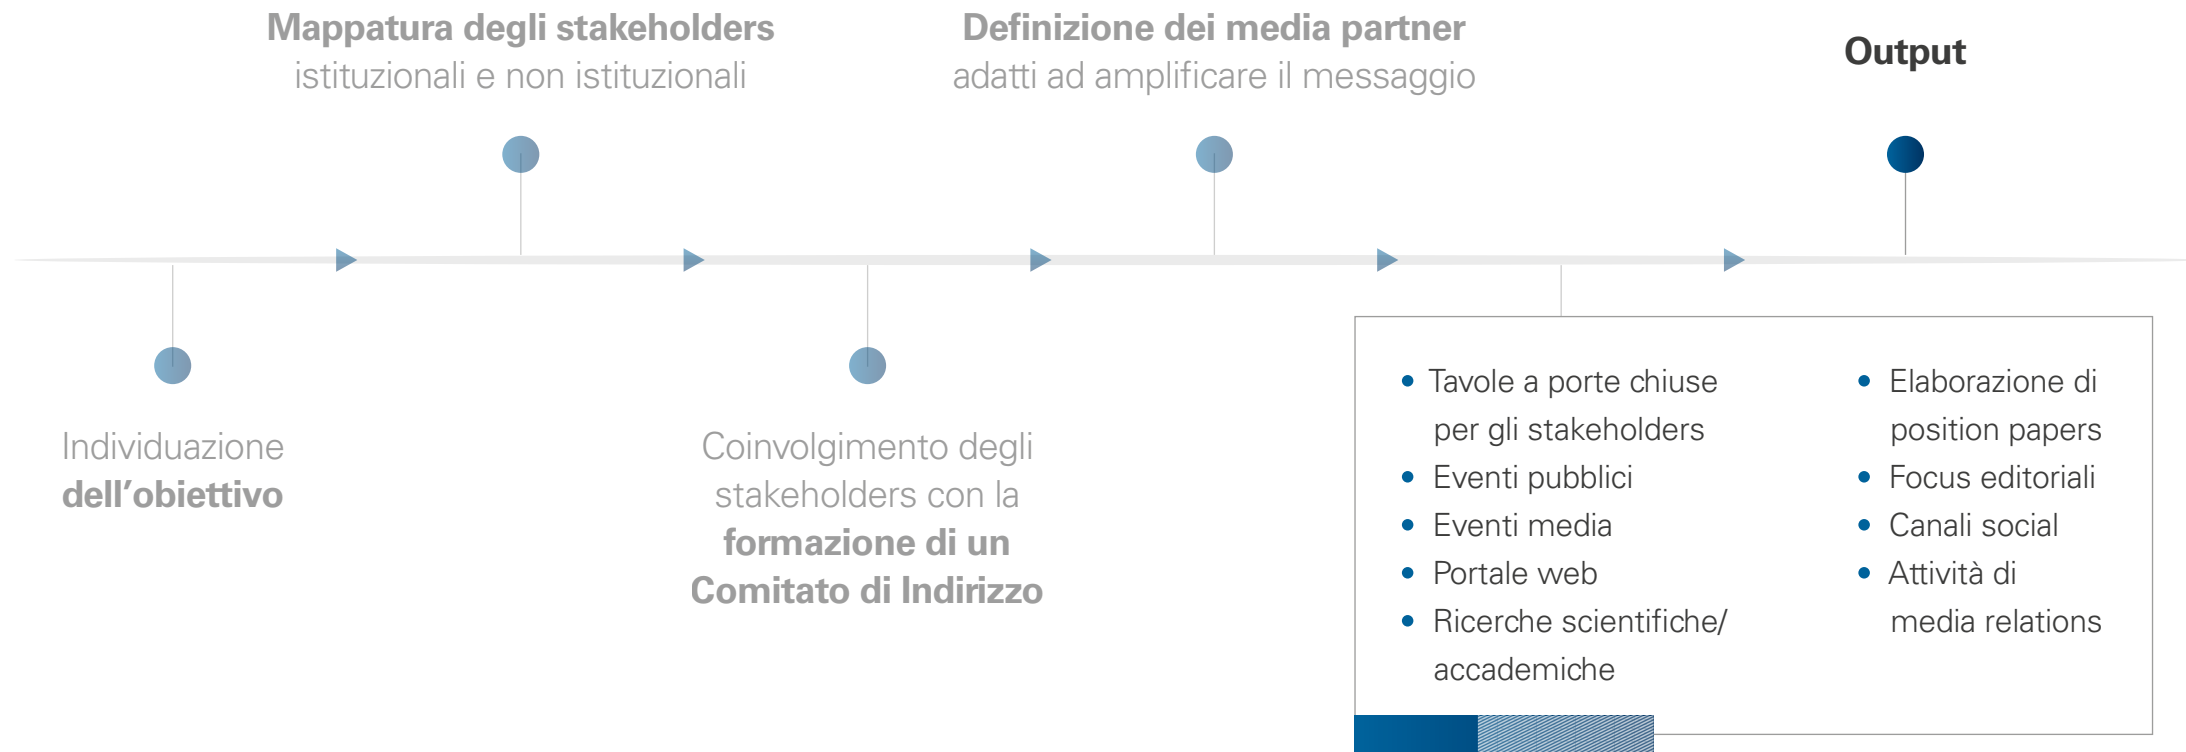 Mappatura degli stakeholders
istituzionali e non istituzionali
Definizione dei media partner
adatti ad amplificare il messaggio
Output
Individuazione
dell’obiettivo
Coinvolgimento degli
stakeholders con la
formazione di un
Comitato di Indirizzo
• Tavole a porte chiuse
per gli stakeholders
• Eventi pubblici
• Eventi media
• Portale web
• Ricerche scientifiche/
accademiche
• Elaborazione di
position papers
• Focus editoriali
• Canali social
• Attività di
media relations